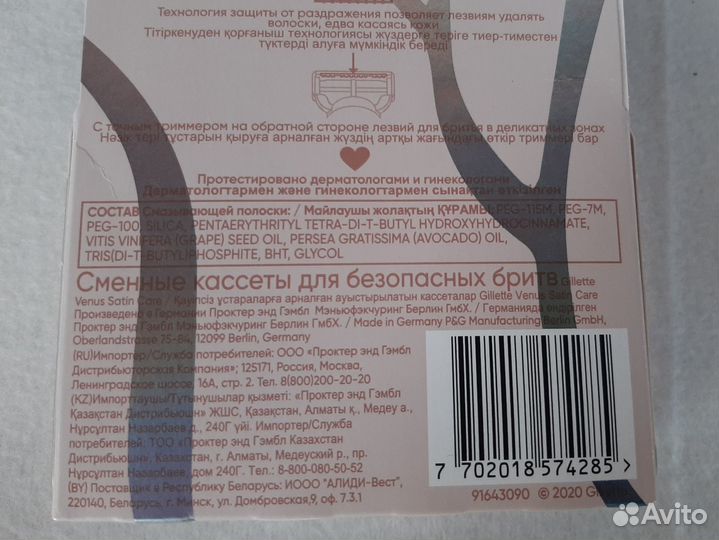 Технология защиты от раздражения позволяет лезвиям удалять
волоски, едва касаясь кожи
Тітіркенуден қорғаныш технологиясы жүздерге теріге тиер-тиместен
түктерді алуға мүмкіндік береді
С точным триммером на обратной стороне лезвий для бритья в деликатных зонах
Нәзік тері тұстарын қыруға арналған жүздің артқы жағындағы өткір триммері бар
Протестировано дерматологами и гинекологами
Дерматологтармен және гинекологтармен сынақтан өткізілген
СОСТАВ Смазывающей полоски: / Майлаушы жолақтың ҚҰРАМЫ: PEG-115M, PEG-7M,
PEG-100, SILICA, PENTAERYTHRITYL TETRA-DI-T-BUTYL HYDROXYHYDROCINNAMATE,
VITIS VINIFERA (GRAPE) SEED OIL, PERSEA GRATISSIMA (AVOCADO) OIL,
TRIS(DI-T-BUTYL)PHOSPHITE, BHT, GLYCOL
Сменные кассеты для безопасных бритв Gillette
Venus Satin Care / Қауіпсіз ұстараларға арналған ауыстырылатын кассеталар Gillette Venus Satin Care
Произведено в Германии Проктер энд Гэмбл Мэньюфэкчуринг Берлин ГмбХ. / Германияда өндірілген
Проктер энд Гэмбл Мэньюфэкчуринг Берлин ГмбХ. / Made in Germany P&G Manufacturing Berlin GmbH,
Oberlandstrasse 75-84, 12099 Berlin, Germany
(RU)Импортер/Служба потребителей: ООО «Проктер энд Гэмбл
Дистрибьюторская Компания»; 125171, Россия, Москва,
Ленинградское шоссе, 16А, стр. 2. Тел. 8(800)200-20-20
(KZ)Импорттаушы/Тұтынушылар қызметі: «Проктер энд Гэмбл
Қазақстан Дистрибьюшн» ЖШС, Қазақстан, Алматы қ., Медеу а.,
Нұрсұлтан Назарбаев д., 240Г үйі. Импортер/Служба
потребителей: ТОО «Проктер энд Гэмбл Казахстан
Дистрибьюшн». Казахстан, г. Алматы, Медеуский р., пр.
Нұрсұлтан Назарбаев, дом 240Г. Тел.: 8-800-080-50-52
(BY) Поставщик в Республику Беларусь: ИООО "АЛИДИ-Вест",
220140, Беларусь, г. Минск, ул. Домбровская,9, оф. 7.3.1
7 702018 574285
91643090 © 2020 Gillette
Avito